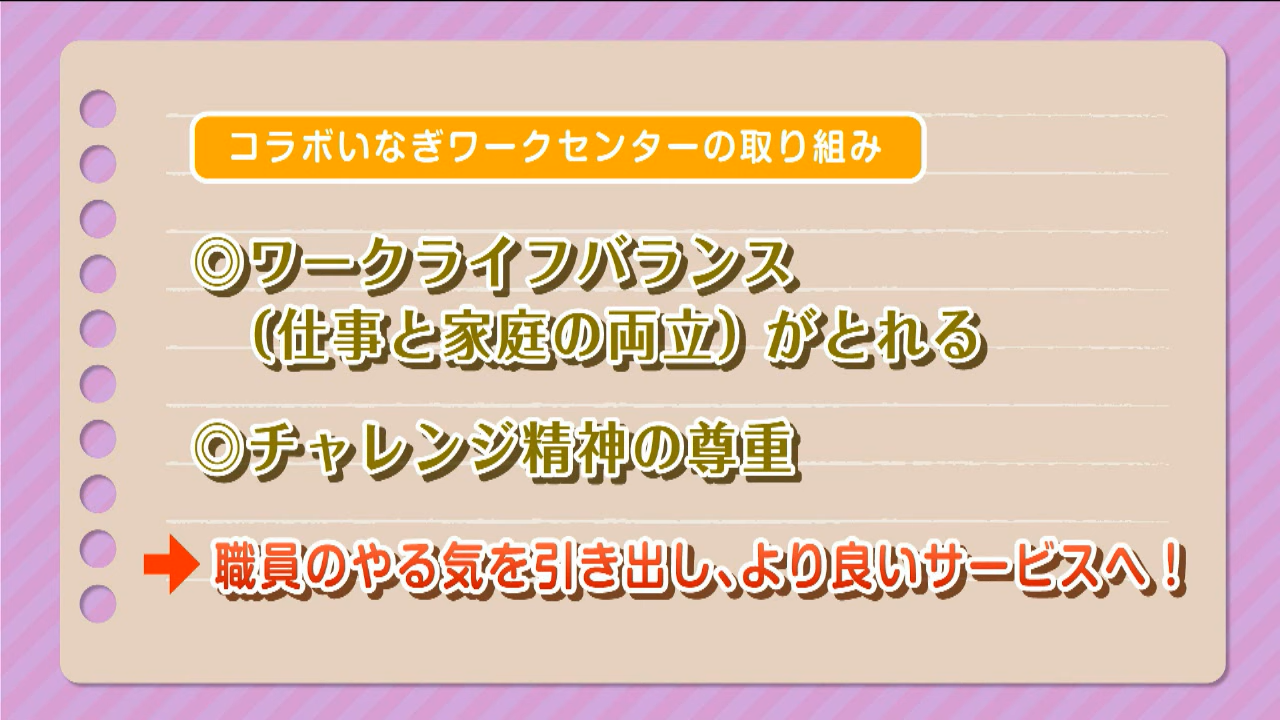 コラボいなぎワークセンターの取り組み
◎ワークライフバランス
（仕事と家庭の両立）がとれる
◎チャレンジ精神の尊重
➡職員のやる気を引き出し、より良いサービスへ！